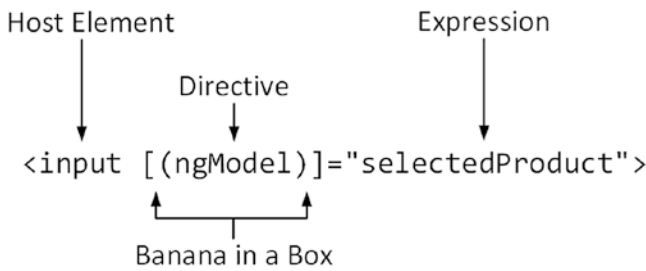 Host Element
Expression
Directive
<input [(ngModel)]="selectedProduct">
Banana in a Box